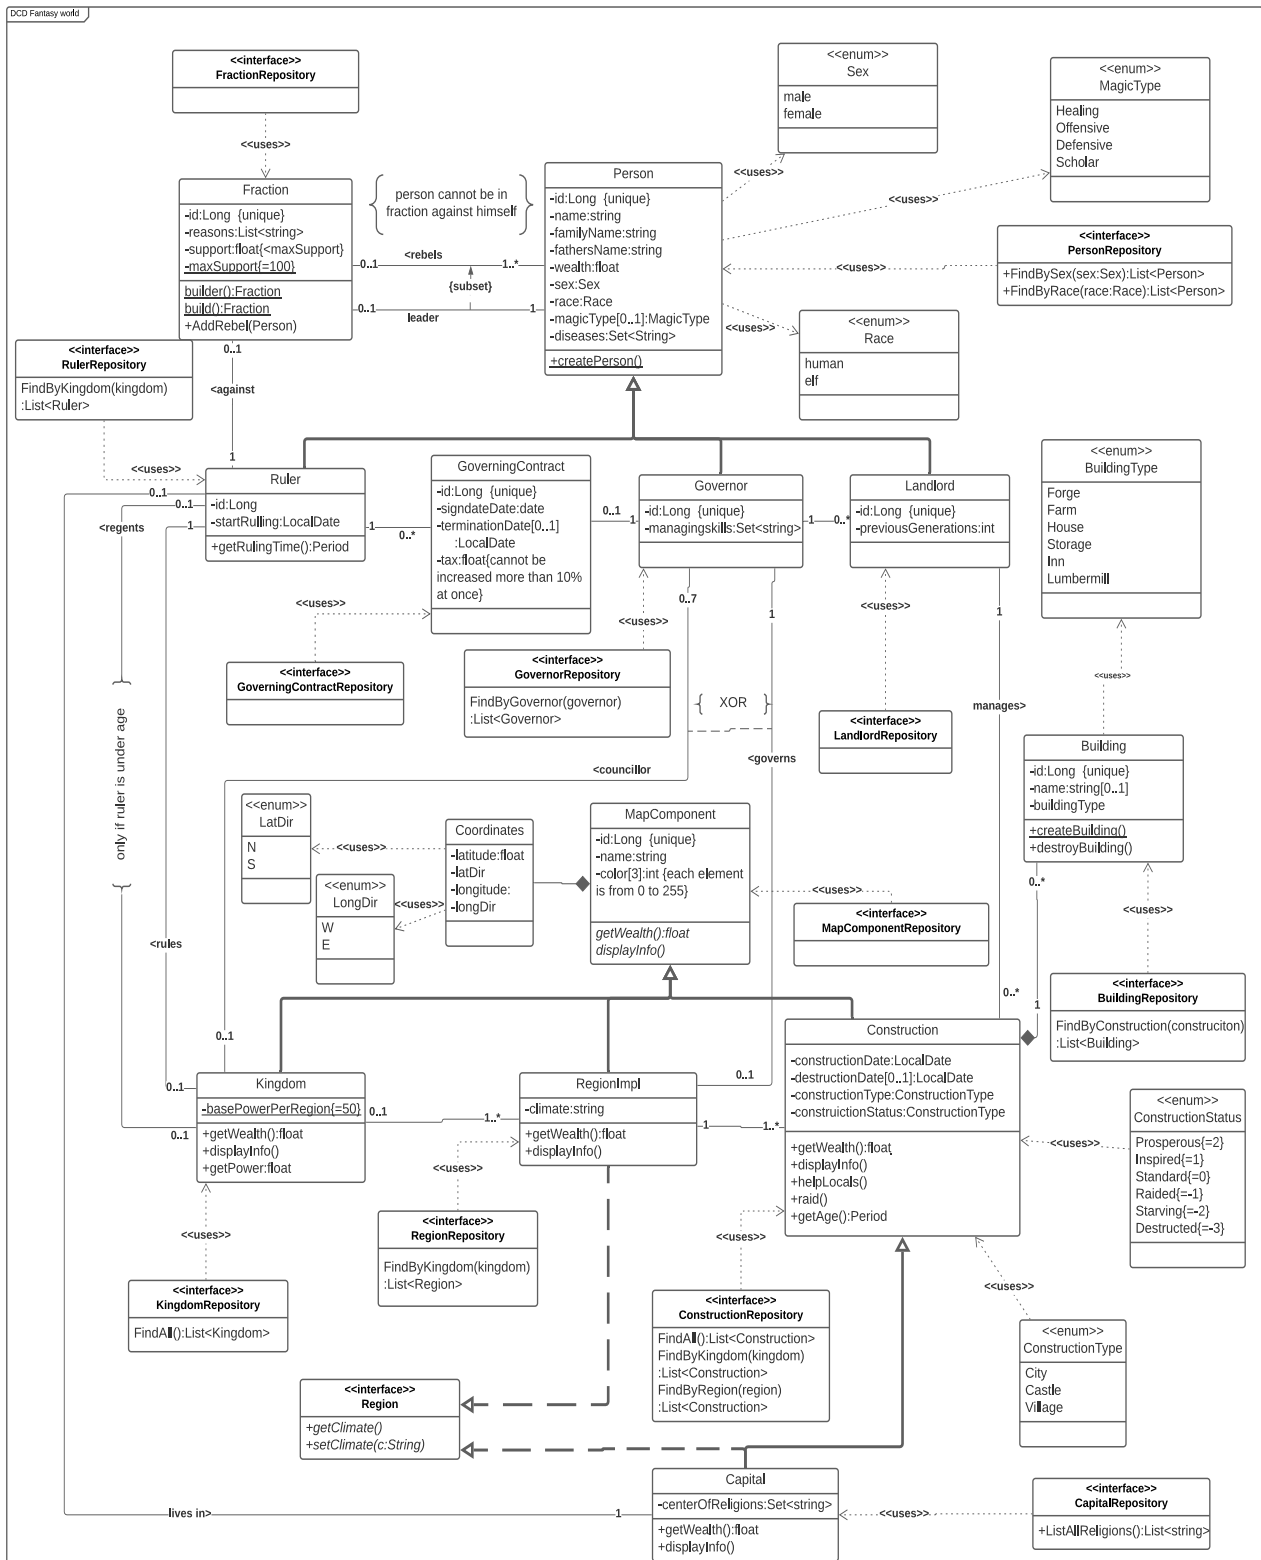 DCD Fantasy world
<<interface>>
FractionRepository
<<uses>>
<<enum>>
Sex
male
female
<<enum>>
MagicType
Healing
Offensive
Defensive
Scholar
<<uses>>
<<uses>>
Fraction
-id:Long {unique}
-reasons:List<string>
-support:float{<maxSupport}
-maxSupport{=100}
builder():Fraction
build():Fraction
+AddRebel(Person)
person cannot be in
fraction against himself
<rebels
0..1
1..*
{subset}
0..1
1
leader
Person
-id:Long {unique}
-name:string
-familyName:string
-fathersName:string
-wealth:float
-sex:Sex
-race:Race
-magicType[0..1]:MagicType
-diseases:Set<String>
+createPerson()
<<interface>>
PersonRepository
+FindBySex(sex:Sex):List<Person>
+FindByRace(race:Race):List<Person>
<<uses>>
<<uses>>
<<enum>>
Race
human
elf
<<interface>>
RulerRepository
FindByKingdom(kingdom)
:List<Ruler>
0..1
<against
1
<<uses>>
Ruler
-id:Long
-startRulling:LocalDate
+getRulingTime():Period
0..1
0..1
1
<regents
1
0..*
GoverningContract
-id:Long {unique}
-signdateDate:date
-terminationDate[0..1]
:LocalDate
-tax:float{cannot be
increased more than 10%
at once}
0..1
1
Governor
-id:Long {unique}
-managingskills:Set<string>
1
0..*
Landlord
-id:Long {unique}
-previousGenerations:int
<<enum>>
BuildingType
Forge
Farm
House
Storage
Inn
Lumbermill
<<uses>>
<<interface>>
GoverningContractRepository
<<uses>>
<<interface>>
GovernorRepository
FindByGovernor(governor)
:List<Governor>
0..7
1
{ XOR }
<<uses>>
<<interface>>
LandlordRepository
1
manages>
<<uses>>
<councillor
<governs
only if ruler is under age
Building
-id:Long {unique}
-name:string[0..1]
-buildingType
+createBuilding()
+destroyBuilding()
0..*
<<uses>>
<<enum>>
LatDir
N
S
<<uses>>
Coordinates
-latitude:float
-latDir
-longitude:
-longDir
<<enum>>
LongDir
W
E
<<uses>>
MapComponent
-id:Long {unique}
-name:string
-color[3]:int {each element
is from 0 to 255}
getWealth():float
displayInfo()
<<uses>>
<<interface>>
MapComponentRepository
<rules
0..*
1
<<interface>>
BuildingRepository
FindByConstruction(construciton)
:List<Building>
0..1
0..1
0..1
Kingdom
-basePowerPerRegion{=50}
+getWealth():float
+displayInfo()
+getPower:float
0..1
1..*
RegionImpl
-climate:string
+getWealth():float
+displayInfo()
0..1
1
1..*
Construction
-constructionDate:LocalDate
-destructionDate[0..1]:LocalDate
-constructionType:ConstructionType
-construictionStatus:ConstructionType
+getWealth():float
+displayInfo()
+helpLocals()
+raid()
+getAge():Period
<<uses>>
<<enum>>
ConstructionStatus
Prosperous{=2}
Inspired{=1}
Standard{=0}
Raided{=-1}
Starving{=-2}
Destructed{=-3}
<<uses>>
<<interface>>
KingdomRepository
FindAll():List<Kingdom>
<<uses>>
<<interface>>
RegionRepository
FindByKingdom(kingdom)
:List<Region>
<<uses>>
<<interface>>
ConstructionRepository
FindAll():List<Construction>
FindByKingdom(kingdom)
:List<Construction>
FindByRegion(region)
:List<Construction>
<<uses>>
<<enum>>
ConstructionType
City
Castle
Village
<<interface>>
Region
+getClimate()
+setClimate(c:String)
Capital
-centerOfReligions:Set<string>
+getWealth():float
+displayInfo()
lives in>
1
<<uses>>
<<interface>>
CapitalRepository
+ListAllReligions():List<string>